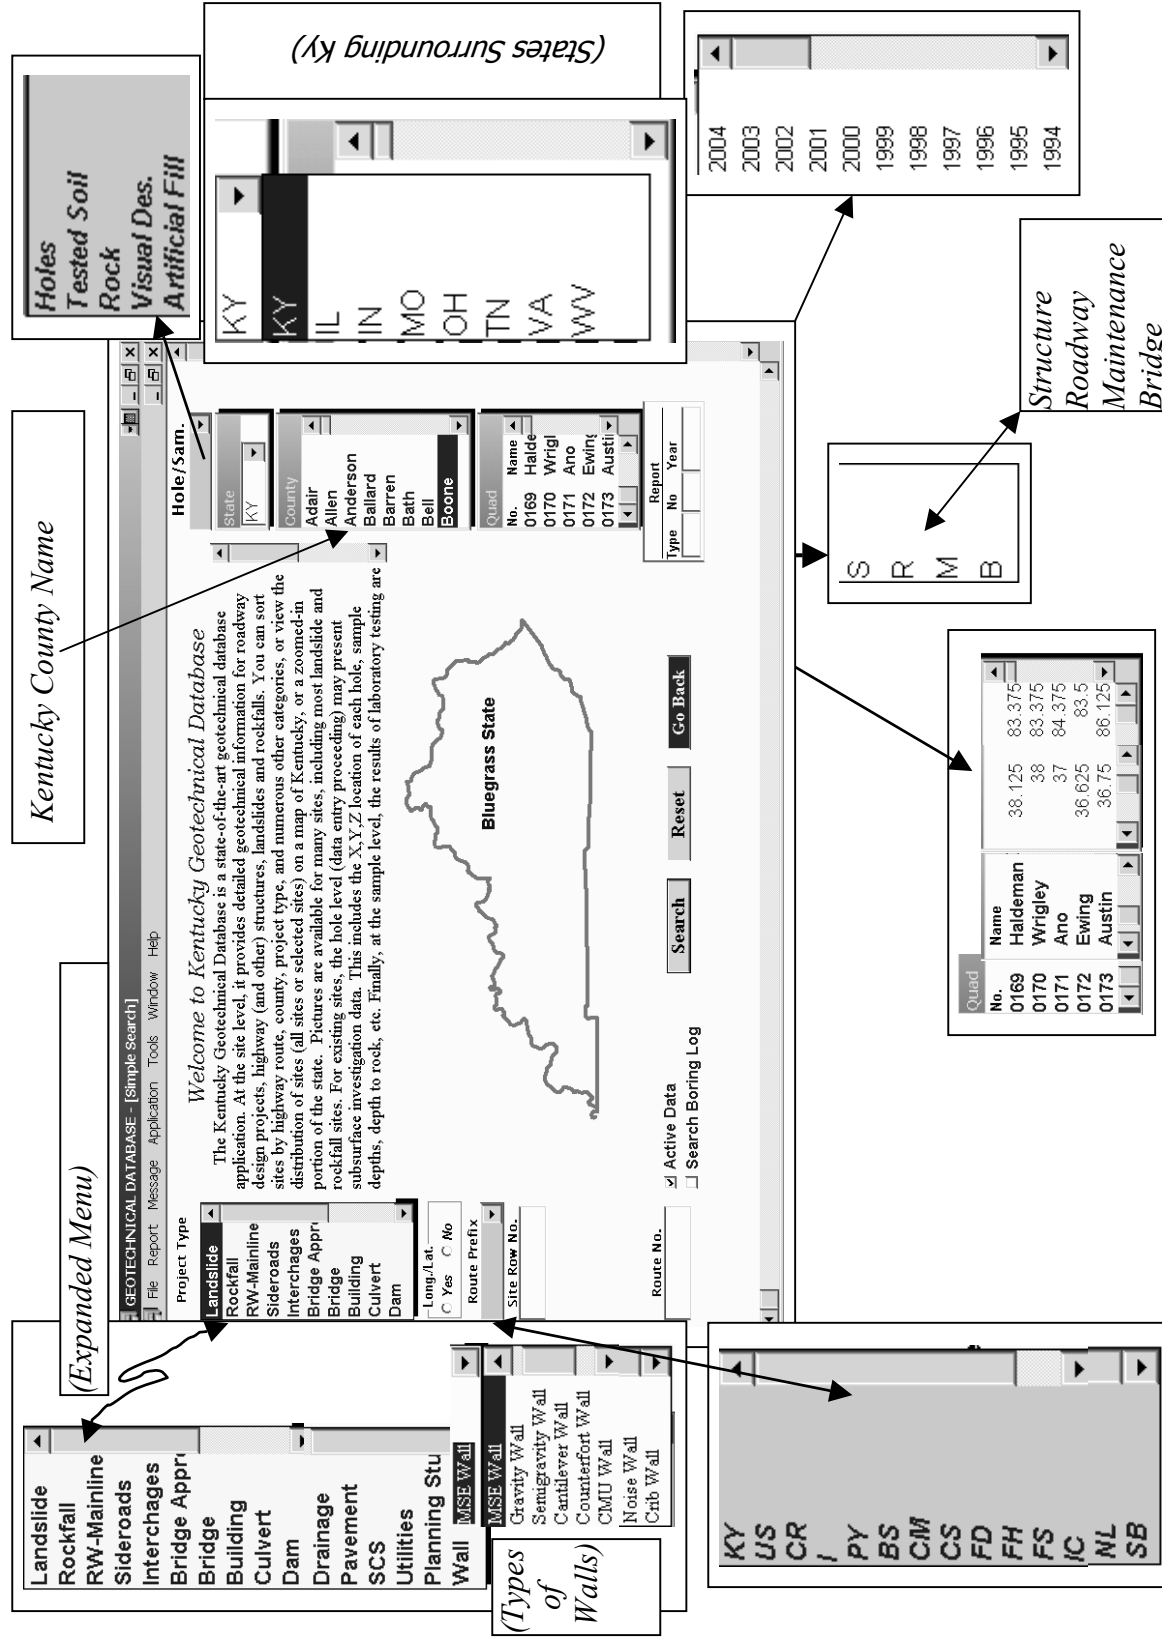 (Expanded Menu)
Landslide
Rockfall
RW-Mainline
Sideroads
Interchages
Bridge Appr
Bridge
Building
Culvert
Dam
Drainage
Pavement
SCS
Utilities
Planning Stu
Wall
MSE Wall
MSE Wall
Gravity Wall
Semigravity Wall
Cantilever Wall
Counterfort Wall
CMU Wall
Noise Wall
Crib Wall
(Types
of
Walls)
KY
US
CR
I
PY
BS
CM
CS
FD
FH
FS
IC
NL
SB
Kentucky County Name
GEOTECHNICAL DATABASE - [Simple Search]
File Report Message Application Tools Window Help
Project Type
Landslide
Rockfall
RW-Mainline
Sideroads
Interchages
Bridge Appr
Bridge
Building
Culvert
Dam
Long./Lat.
Yes No
Route Prefix
Site Row No.
Route No.
Welcome to Kentucky Geotechnical Database
The Kentucky Geotechnical Database is a state-of-the-art geotechnical database
application. At the site level, it provides detailed geotechnical information for roadway
design projects, highway (and other) structures, landslides and rockfalls. You can sort
sites by highway route, county, project type, and numerous other categories, or view the
distribution of sites (all sites or selected sites) on a map of Kentucky, or a zoomed-in
portion of the state. Pictures are available for many sites, including most landslide and
rockfall sites. For existing sites, the hole level (data entry proceeding) may present
subsurface investigation data. This includes the X,Y,Z location of each hole, sample
depths, depth to rock, etc. Finally, at the sample level, the results of laboratory testing are
Bluegrass State
Active Data
Search Boring Log
Search Reset Go Back
Hole/Sam.
State
KY
County
Adair
Allen
Anderson
Ballard
Barren
Bath
Bell
Boone
Quad
No. Name
0169 Halde
0170 Wrigl
0171 Ano
0172 Ewing
0173 Austi
Report
Type No Year
Holes
Tested Soil
Rock
Visual Des.
Artificial Fill
(States Surrounding Ky)
KY
KY
IL
IN
MO
OH
TN
VA
WV
2004
2003
2002
2001
2000
1999
1998
1997
1996
1995
1994
S
R
M
B
Structure
Roadway
Maintenance
Bridge
Quad
No. Name
0169 Haldeman 38.125 83.375
0170 Wrigley 38 83.375
0171 Ano 37 84.375
0172 Ewing 36.625 83.5
0173 Austin 36.75 86.125